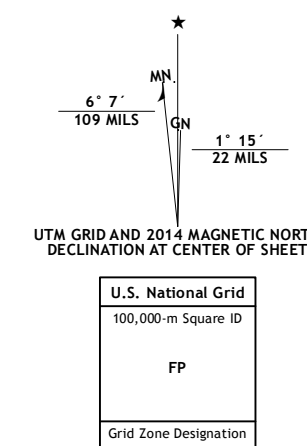 ★
MN
6° 7´
109 MILS
GN
1° 15´
22 MILS
UTM GRID AND 2014 MAGNETIC NORT
DECLINATION AT CENTER OF SHEET
U.S. National Grid
100,000-m Square ID
FP
Grid Zone Designation